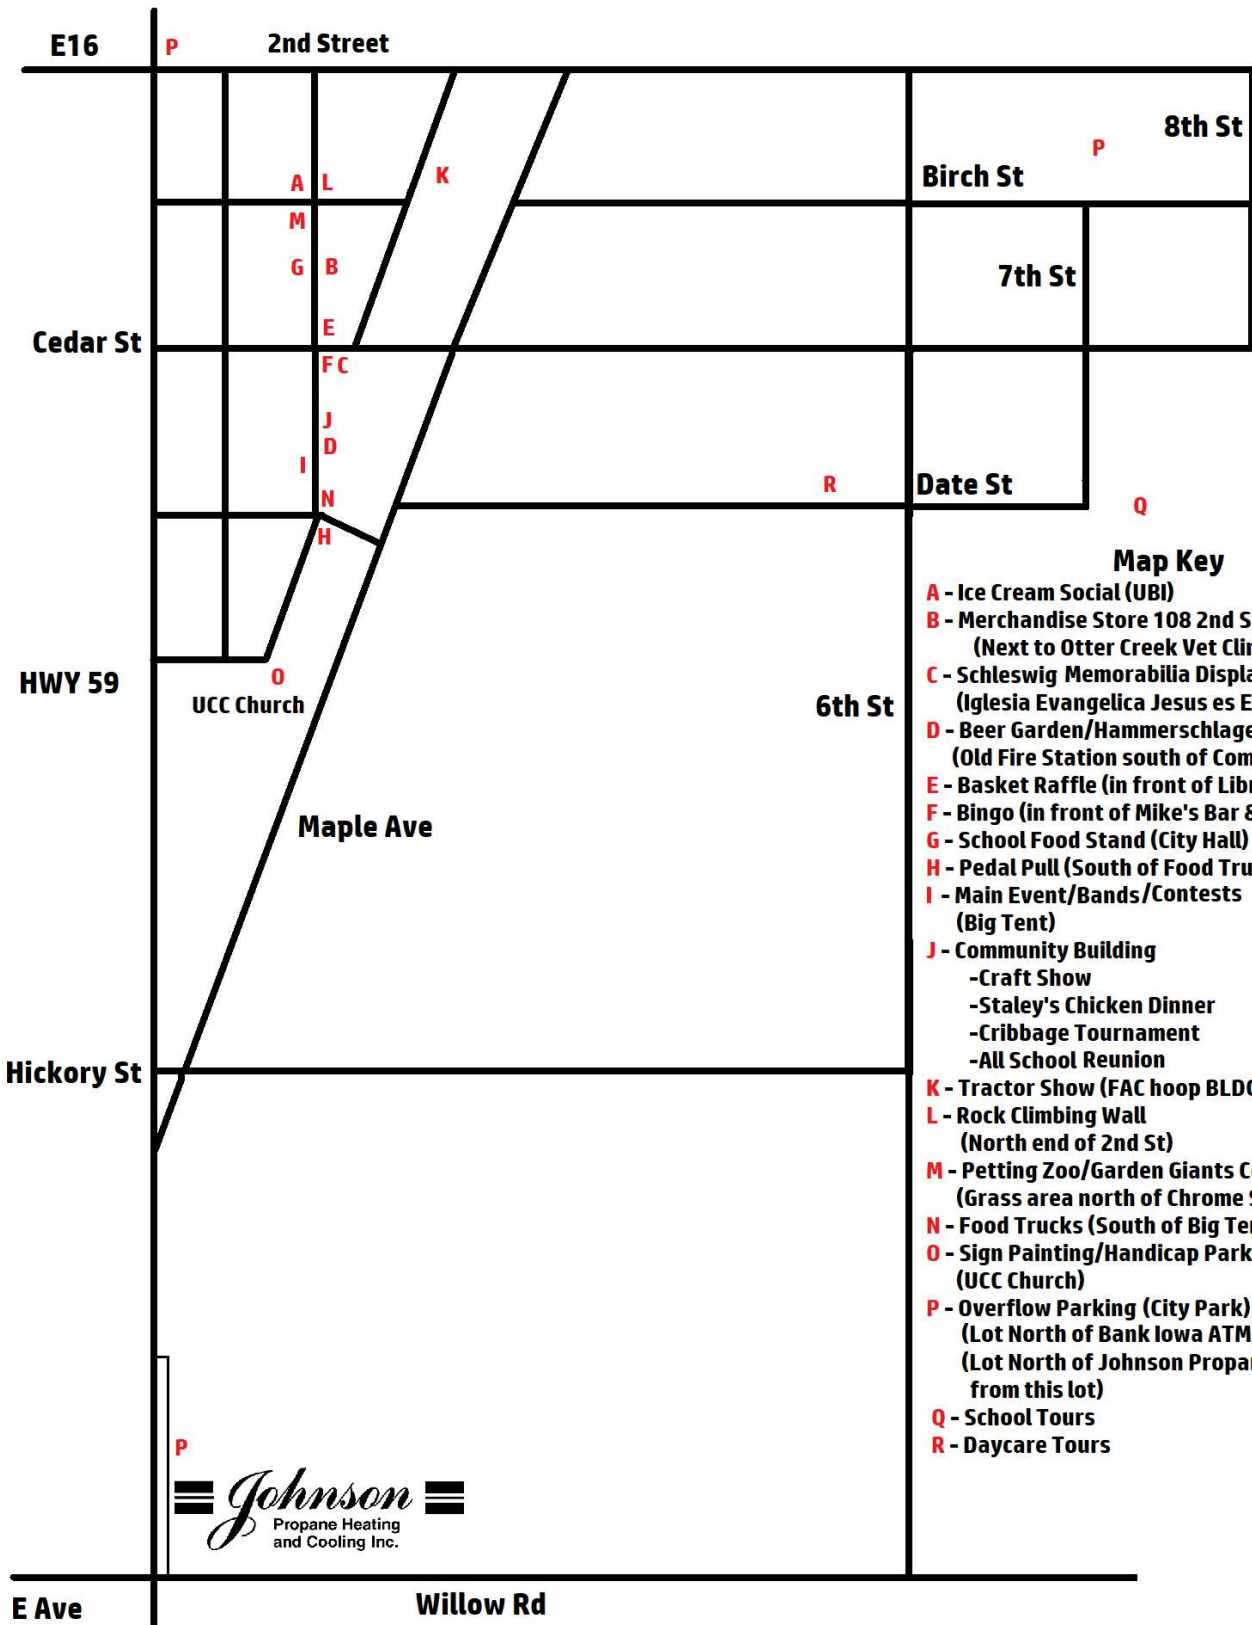 E16
P
2nd Street
8th St
P
A
L
K
Birch St
M
G
B
7th St
E
Cedar St
F C
J
D
I
R
Date St
N
Q
H
Map Key
A - Ice Cream Social (UBI)
B - Merchandise Store 108 2nd S
(Next to Otter Creek Vet Clin
C - Schleswig Memorabilia Displa
(Iglesia Evangelica Jesus es E
D - Beer Garden/Hammerschlage
(Old Fire Station south of Com
E - Basket Raffle (in front of Libr
F - Bingo (in front of Mike's Bar &
G - School Food Stand (City Hall)
H - Pedal Pull (South of Food Tru
I - Main Event/Bands/Contests
(Big Tent)
J - Community Building
-Craft Show
-Staley's Chicken Dinner
-Cribbage Tournament
-All School Reunion
K - Tractor Show (FAC hoop BLDG
L - Rock Climbing Wall
(North end of 2nd St)
M - Petting Zoo/Garden Giants Co
(Grass area north of Chrome S
N - Food Trucks (South of Big Ten
O - Sign Painting/Handicap Park
(UCC Church)
P - Overflow Parking (City Park)
(Lot North of Bank Iowa ATM
(Lot North of Johnson Propan
from this lot)
Q - School Tours
R - Daycare Tours
HWY 59
O
UCC Church
6th St
Maple Ave
Hickory St
P
Johnson
Propane Heating
and Cooling Inc.
E Ave
Willow Rd